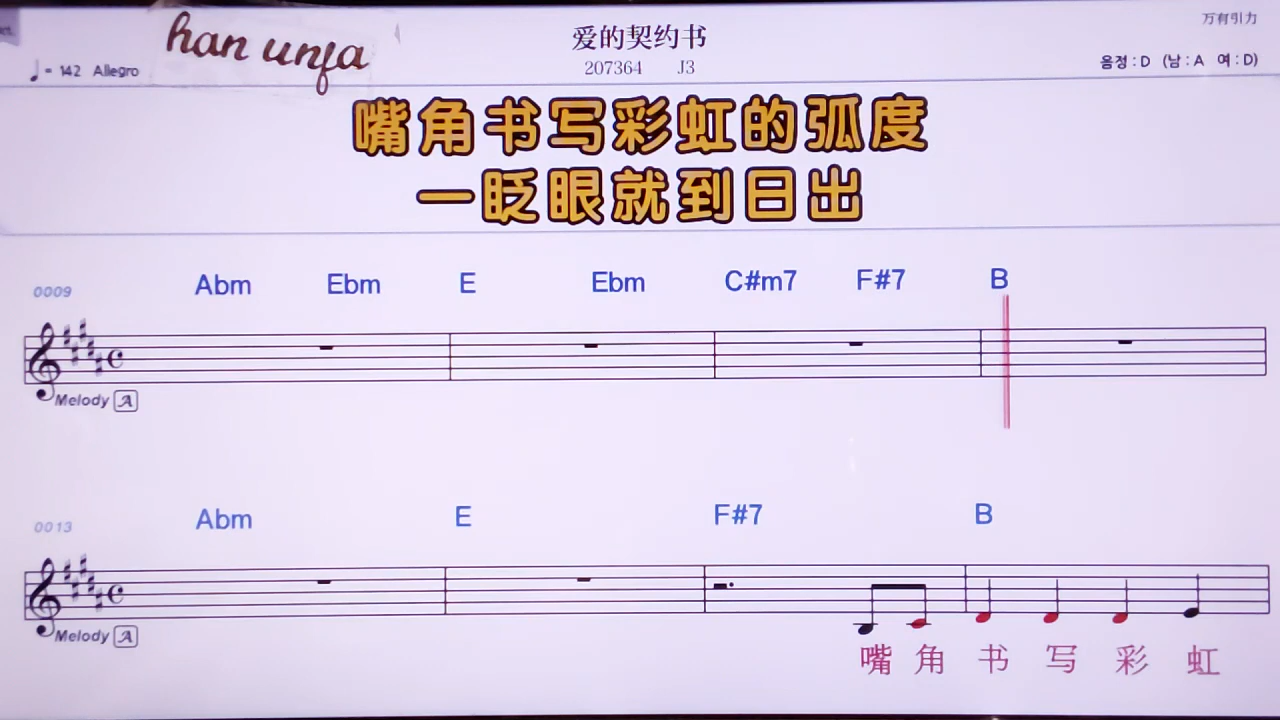 han unfa
爱的契约书
万有引力
♩= 142 Allegro
207364 J3
음정 : D (남 : A 여 : D)
嘴角书写彩虹的弧度
一眨眼就到日出
0009 Abm Ebm E Ebm C#m7 F#7 B
Melody A
0013 Abm E F#7 B
Melody A
嘴 角 书 写 彩 虹